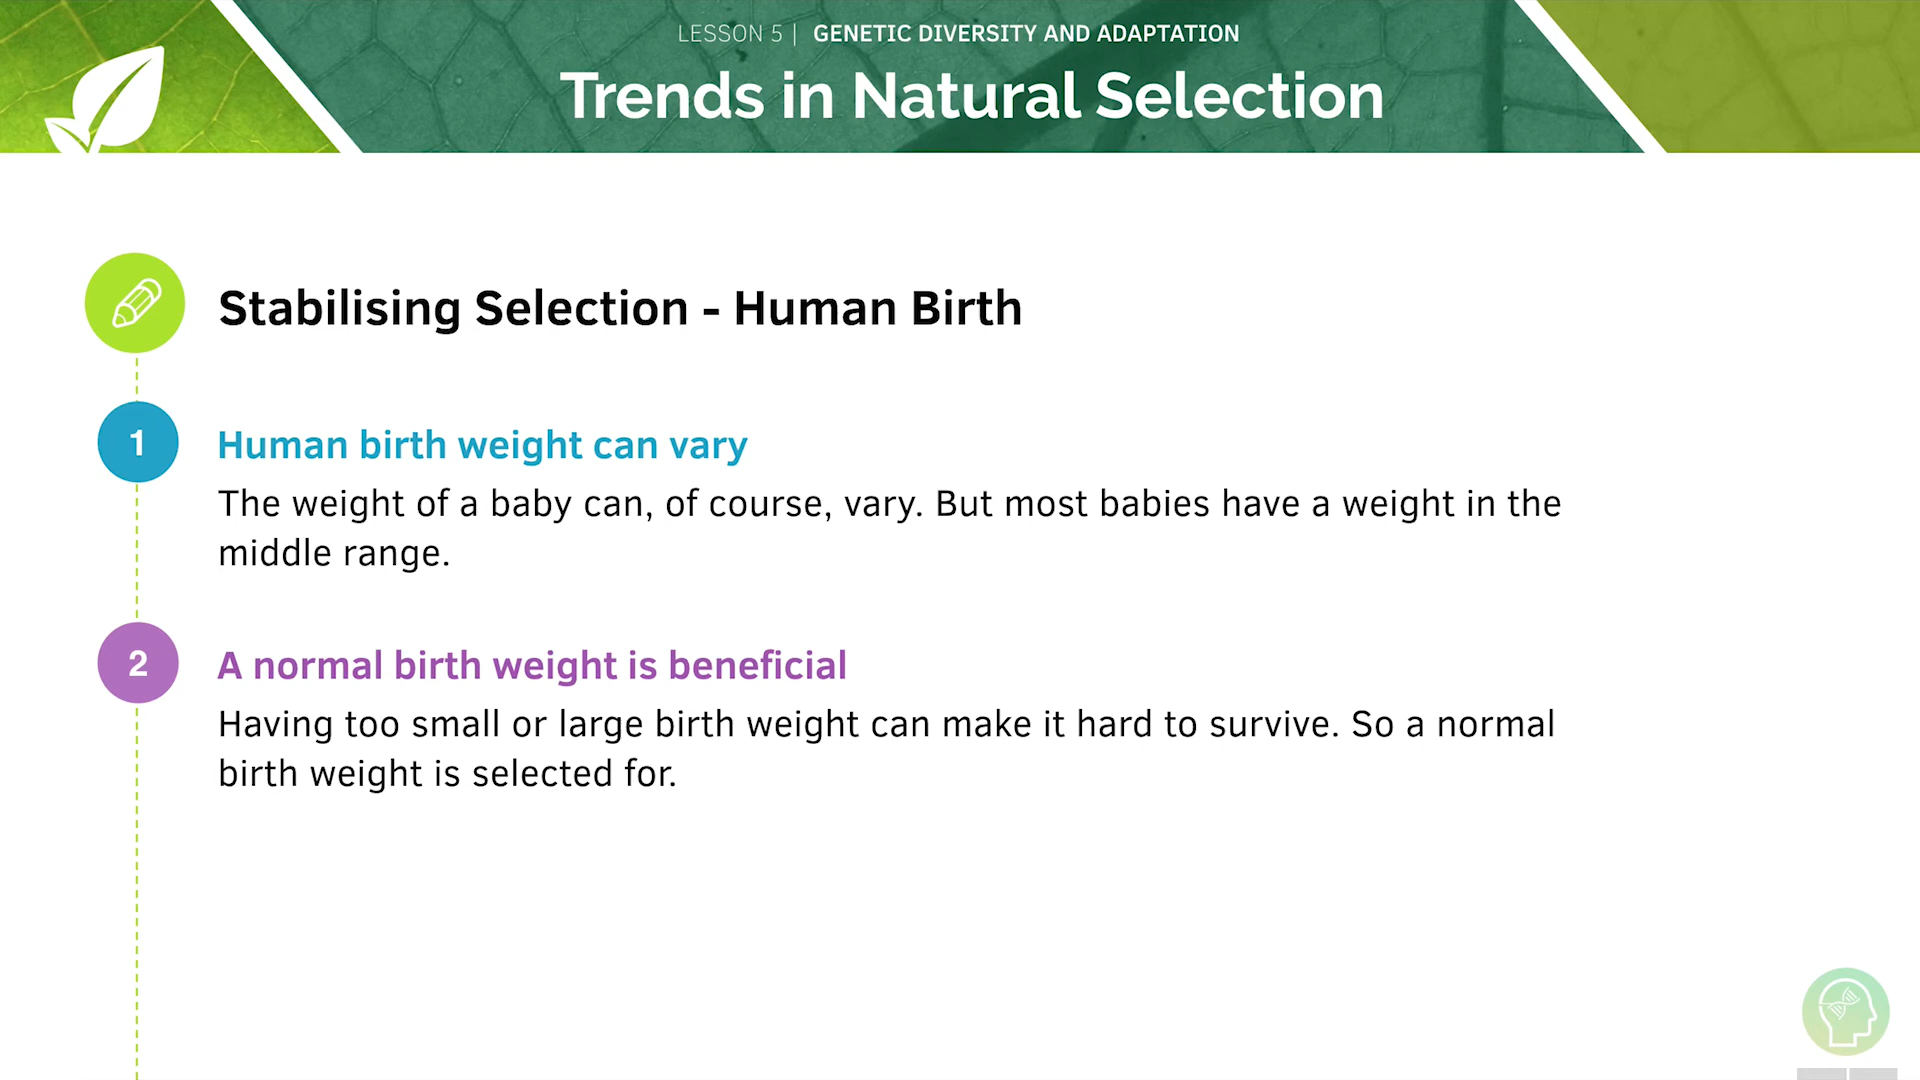 LESSON 5 | GENETIC DIVERSITY AND ADAPTATION
Trends in Natural Selection
Stabilising Selection - Human Birth
1
Human birth weight can vary
The weight of a baby can, of course, vary. But most babies have a weight in the
middle range.
2
A normal birth weight is beneficial
Having too small or large birth weight can make it hard to survive. So a normal
birth weight is selected for.